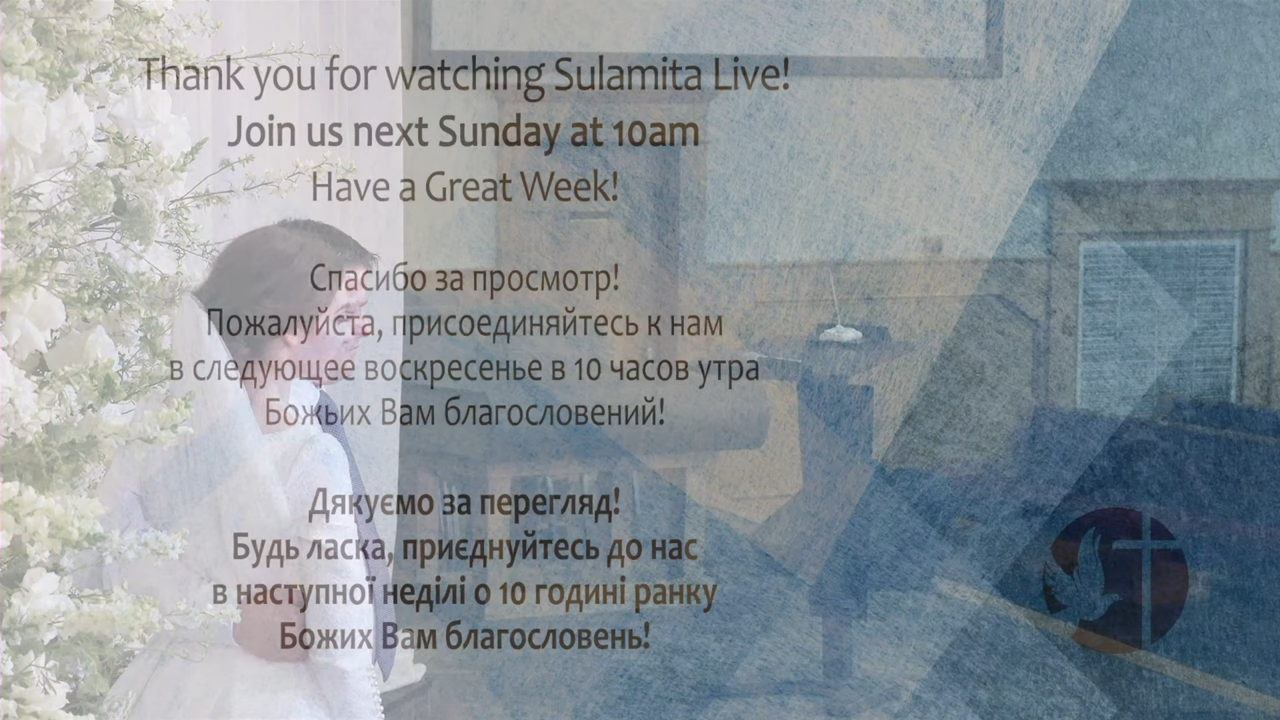 Thank you for watching Sulamita Live!
Join us next Sunday at 10am
Have a Great Week!
Спасибо за просмотр!
Пожалуйста, присоединяйтесь к нам
в следующее воскресенье в 10 часов утра
Божьих Вам благословений!
Дякуємо за перегляд!
Будь ласка, приєднуйтесь до нас
в наступної неділі о 10 годині ранку
Божих Вам благословень!